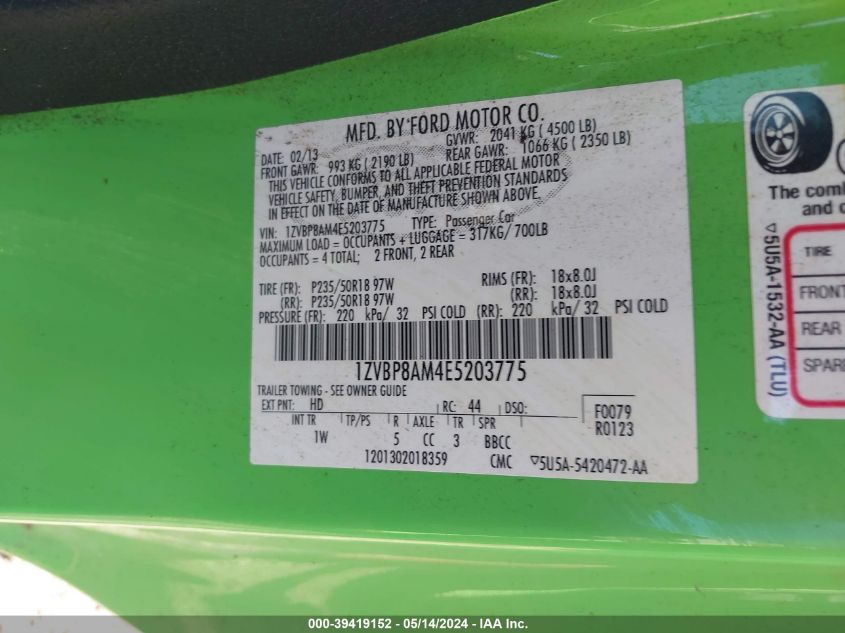 MFD. BY FORD MOTOR CO.
DATE: 02/13 GVWR: 2041 KG ( 4500 LB)
FRONT GAWR: 993 KG ( 2190 LB) REAR GAWR: 1066 KG ( 2350 LB)
THIS VEHICLE CONFORMS TO ALL APPLICABLE FEDERAL MOTOR
VEHICLE SAFETY, BUMPER, AND THEFT PREVENTION STANDARDS
IN EFFECT ON THE DATE OF MANUFACTURE SHOWN ABOVE.
VIN: 1ZVBP8AM4E5203775 TYPE: Passenger Car
MAXIMUM LOAD = OCCUPANTS + LUGGAGE = 317KG/ 700LB
OCCUPANTS = 4 TOTAL; 2 FRONT, 2 REAR
TIRE (FR): P235/50R18 97W RIMS (FR): 18x8.0J
(RR): P235/50R18 97W (RR): 18x8.0J
PRESSURE (FR): 220 kPa/ 32 PSI COLD (RR): 220 kPa/ 32 PSI COLD
1ZVBP8AM4E5203775
TRAILER TOWING - SEE OWNER GUIDE
EXT PNT: HD RC: 44 DSO: F0079
INT TR TP/PS R AXLE TR SPR R0123
1W 5 CC 3 BBCC
1201302018359 CMC ▽5U5A-5420472-AA
The comb
and c
TIRE
FRONT
REAR
SPAR
▽5U5A-1532-AA (TLU)
000-39419152 - 05/14/2024 - IAA Inc.